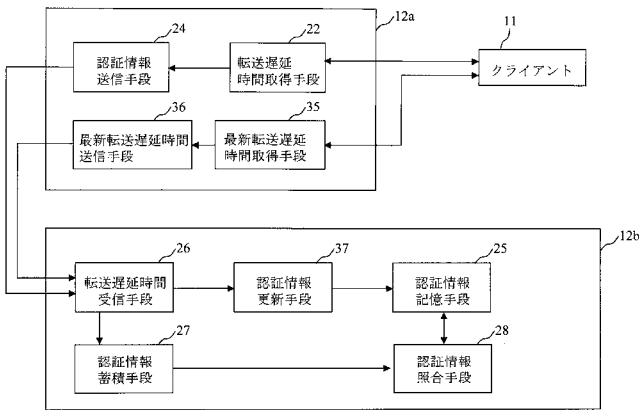 24
22
12a
11
認証情報
送信手段
転送遅延
時間取得手段
クライアント
36
35
最新転送遅延時間
送信手段
最新転送遅延
時間取得手段
12b
26
37
25
転送遅延時間
受信手段
認証情報
更新手段
認証情報
記憶手段
27
28
認証情報
蓄積手段
認証情報
照合手段